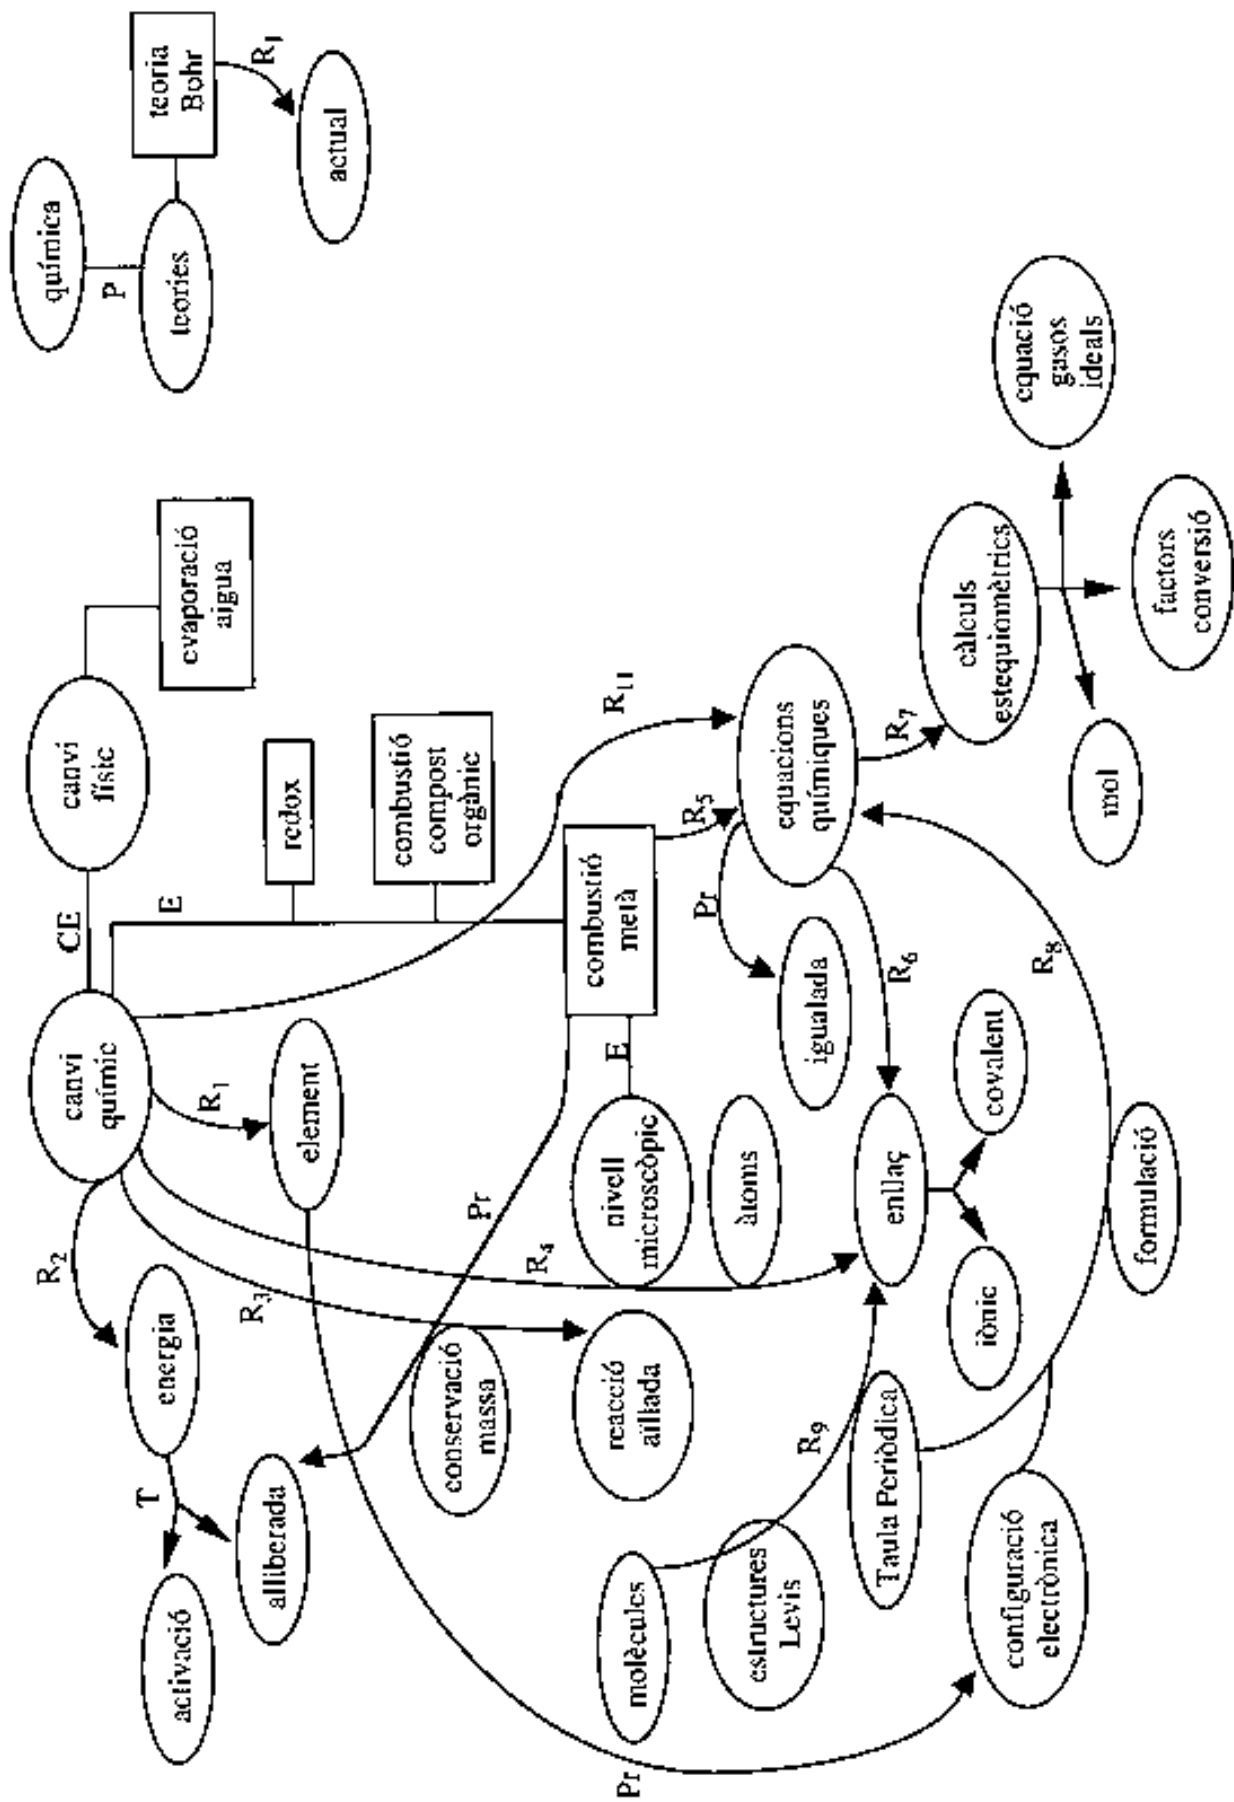 activació
T
energia
R2
canvi
químic
CE
canvi
físic
química
P
teories
teoria
Bohr
R1
actual
alliberada
R3
R1
element
E
redox
evaporació
aigua
conservació
massa
Pr
R4
combustió
compost
orgànic
reacció
aïllada
nivell
microscòpic
E
combustió
metà
R11
Pr
molècules
estructures
Levis
àtoms
Pr
R5
igualada
equacions
químiques
R9
Taula Periòdica
enllaç
R6
R7
càlculs
estequiomètrics
equació
gasos
ideals
configuració
electrònica
iònic
covalent
R8
mol
factors
conversió
formulació